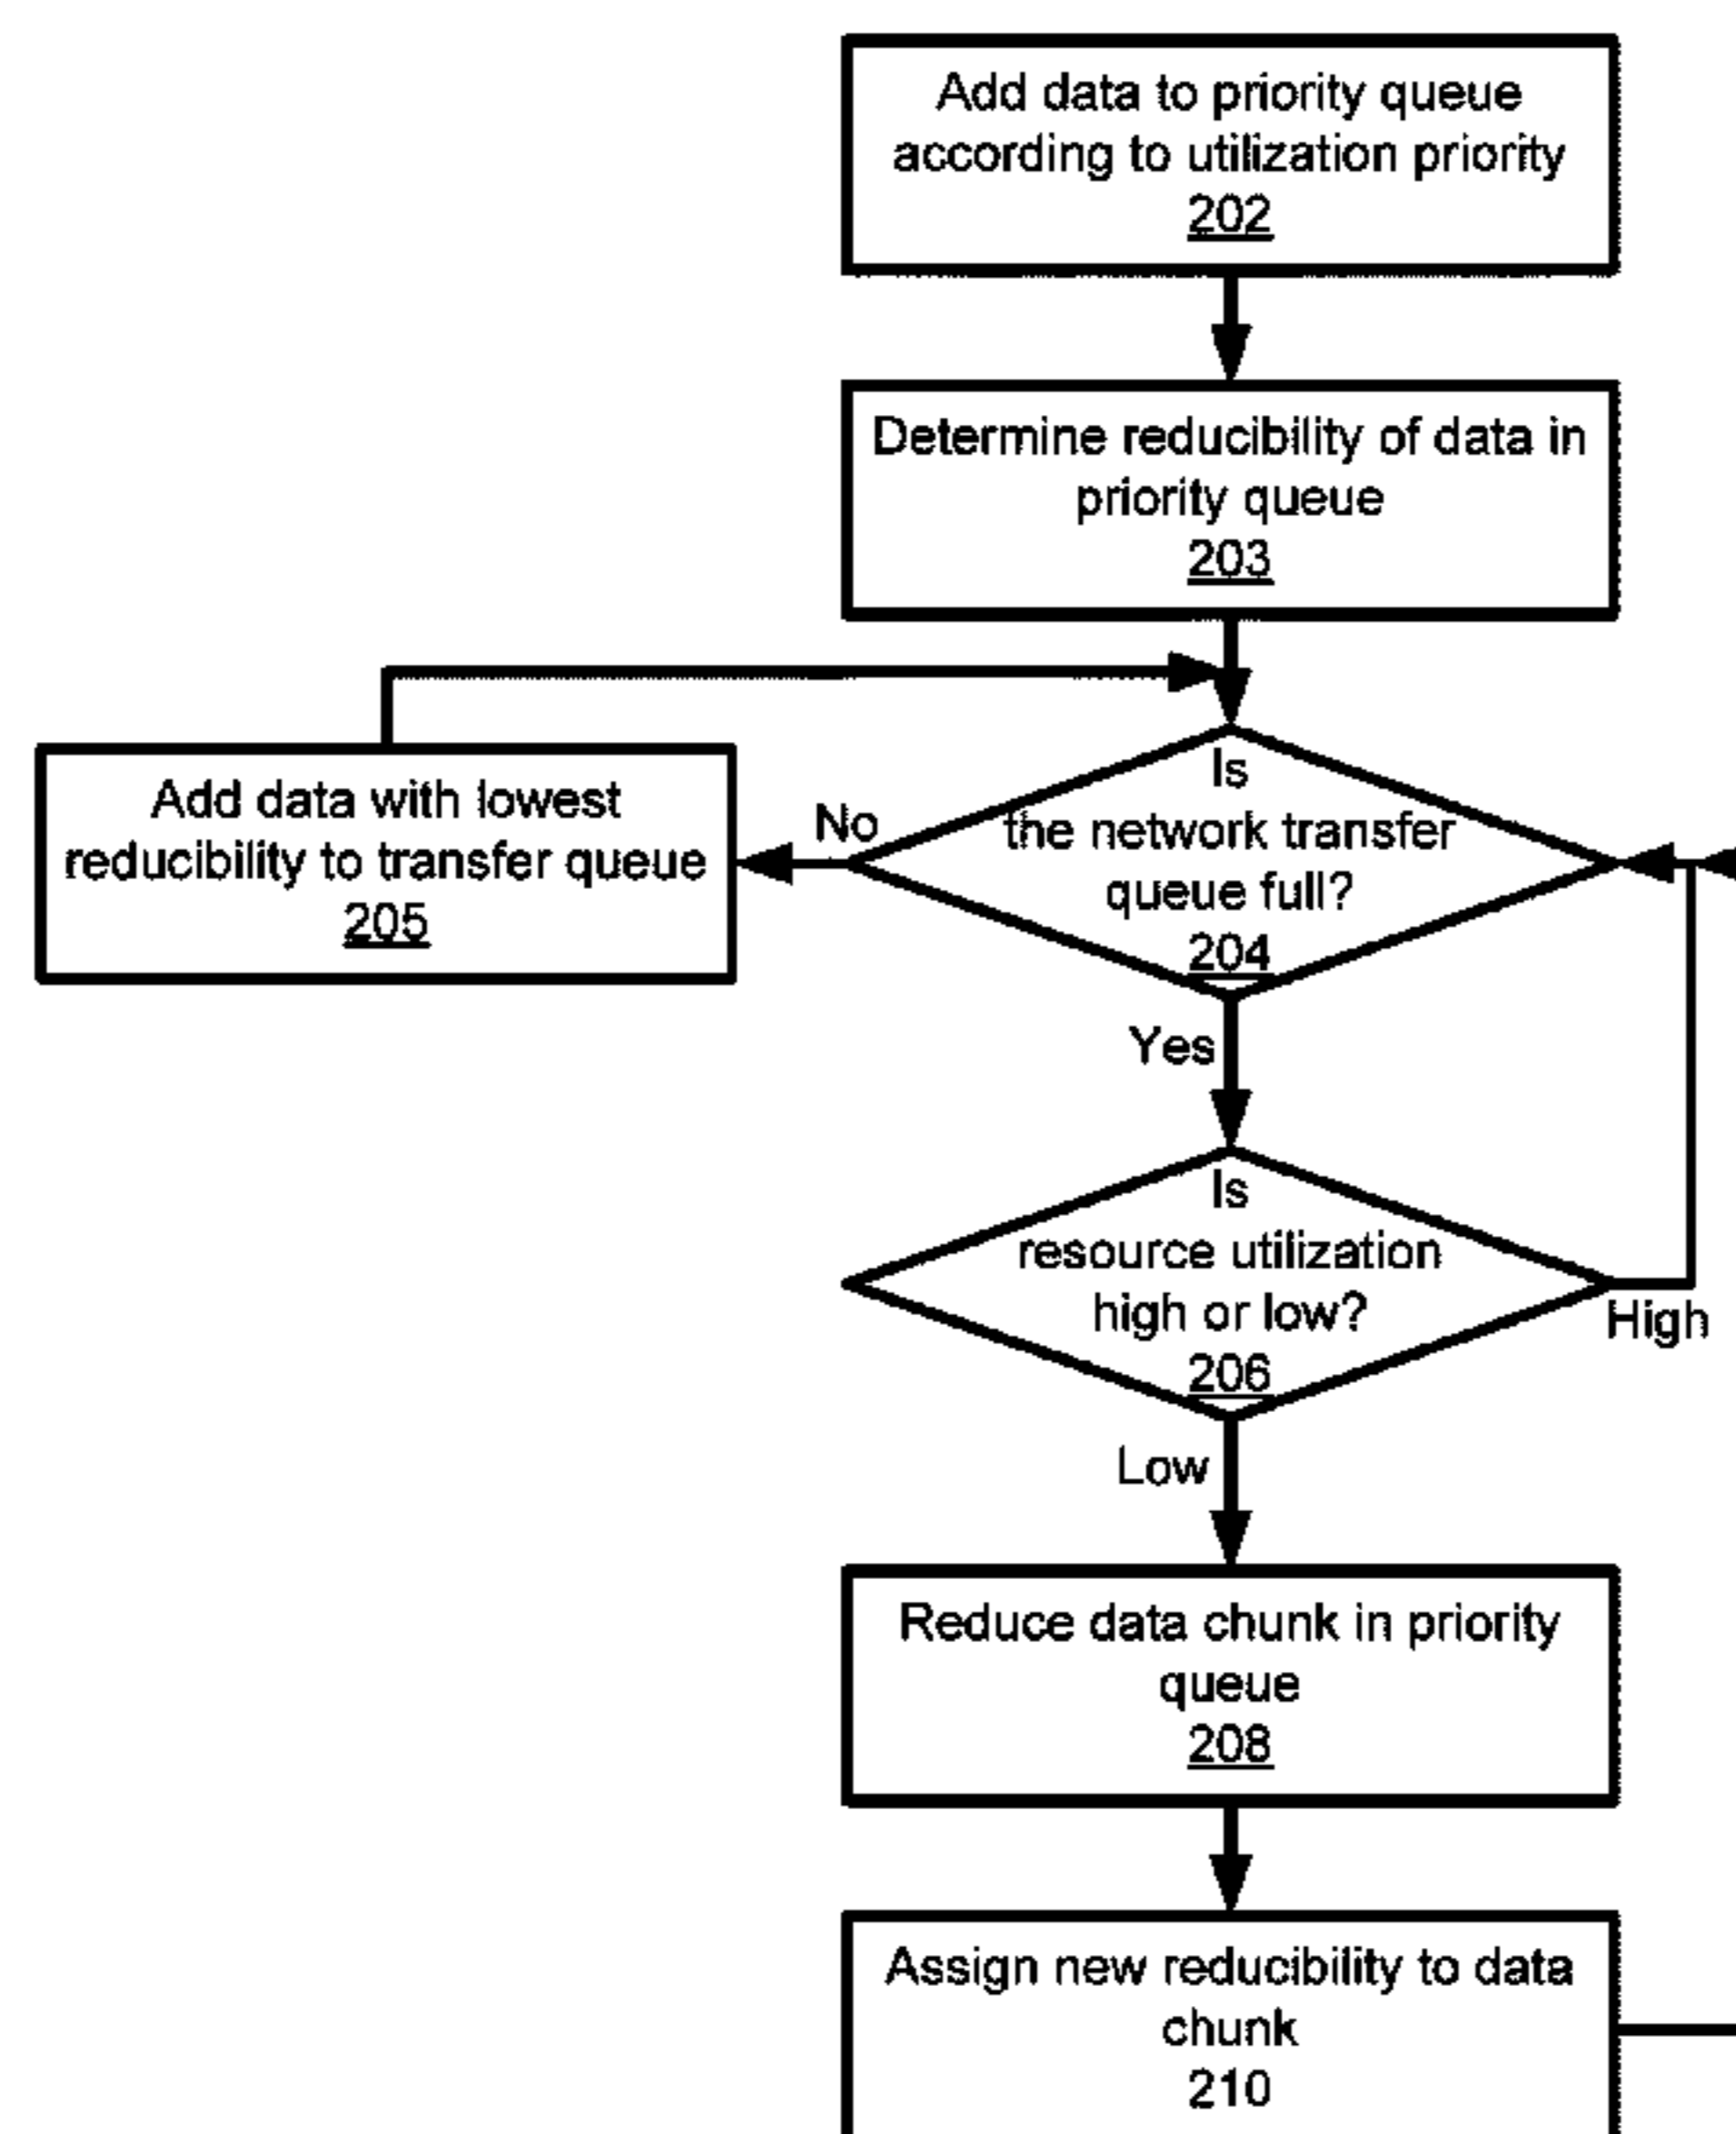 Add data to priority queue
according to utilization priority
202
Determine reducibility of data in
priority queue
203
Add data with lowest
reducibility to transfer queue
205
No
Is
the network transfer
queue full?
204
Yes
Is
resource utilization
high or low?
206
High
Low
Reduce data chunk in priority
queue
208
Assign new reducibility to data
chunk
210